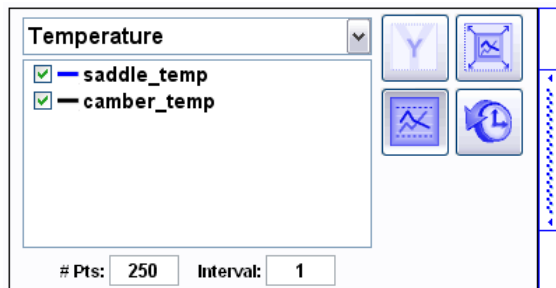 Temperature
Y
saddle_temp
camber_temp
# Pts: 250 Interval: 1